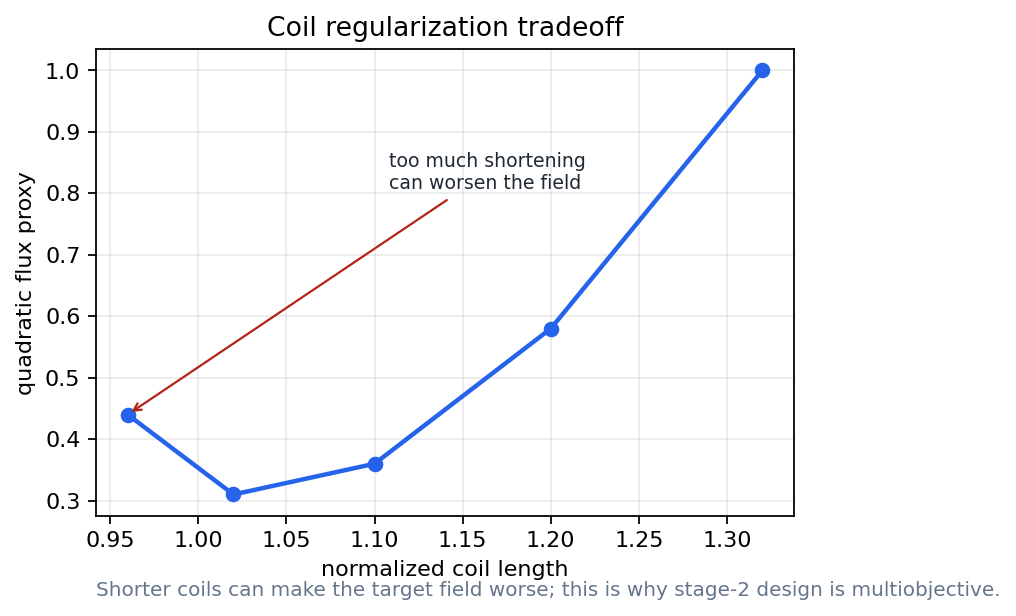 Coil regularization tradeoff
1.0
0.9
0.8
0.7
0.6
0.5
0.4
0.3
quadratic flux proxy
too much shortening
can worsen the field
0.95 1.00 1.05 1.10 1.15 1.20 1.25 1.30
normalized coil length
Shorter coils can make the target field worse; this is why stage-2 design is multiobjective.